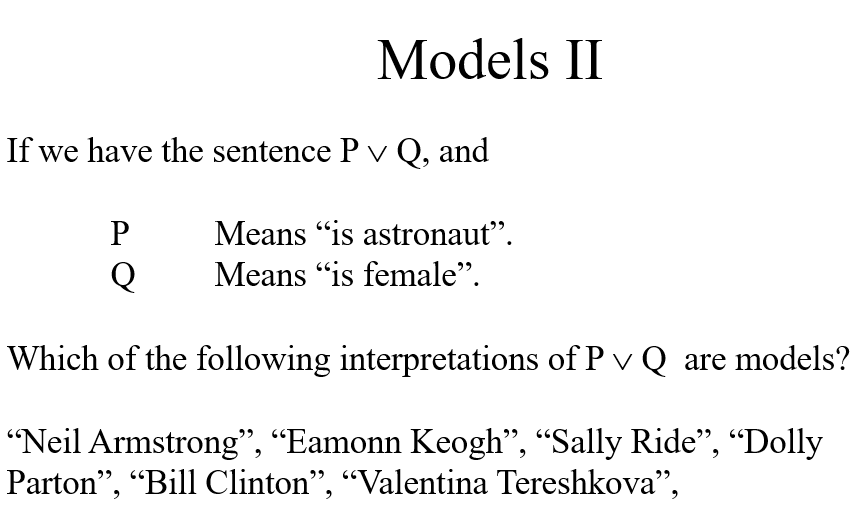 Models II
If we have the sentence P ∨ Q, and
P Means “is astronaut”.
Q Means “is female”.
Which of the following interpretations of P ∨ Q are models?
“Neil Armstrong”, “Eamonn Keogh”, “Sally Ride”, “Dolly
Parton”, “Bill Clinton”, “Valentina Tereshkova”,